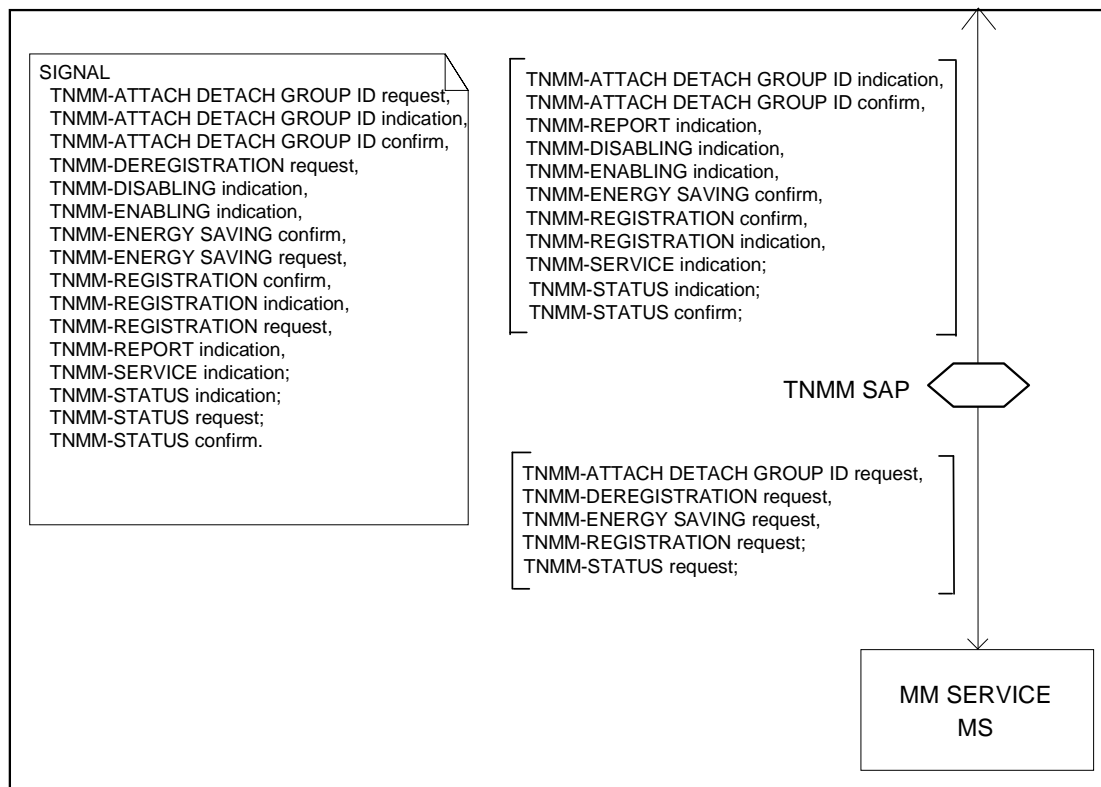 SIGNAL
TNMM-ATTACH DETACH GROUP ID request,
TNMM-ATTACH DETACH GROUP ID indication,
TNMM-ATTACH DETACH GROUP ID confirm,
TNMM-DEREGISTRATION request,
TNMM-DISABLING indication,
TNMM-ENABLING indication,
TNMM-ENERGY SAVING confirm,
TNMM-ENERGY SAVING request,
TNMM-REGISTRATION confirm,
TNMM-REGISTRATION indication,
TNMM-REGISTRATION request,
TNMM-REPORT indication,
TNMM-SERVICE indication;
TNMM-STATUS indication;
TNMM-STATUS request;
TNMM-STATUS confirm.
TNMM-ATTACH DETACH GROUP ID indication,
TNMM-ATTACH DETACH GROUP ID confirm,
TNMM-REPORT indication,
TNMM-DISABLING indication,
TNMM-ENABLING indication,
TNMM-ENERGY SAVING confirm,
TNMM-REGISTRATION confirm,
TNMM-REGISTRATION indication,
TNMM-SERVICE indication;
TNMM-STATUS indication;
TNMM-STATUS confirm;
TNMM SAP
TNMM-ATTACH DETACH GROUP ID request,
TNMM-DEREGISTRATION request,
TNMM-ENERGY SAVING request,
TNMM-REGISTRATION request;
TNMM-STATUS request;
MM SERVICE
MS